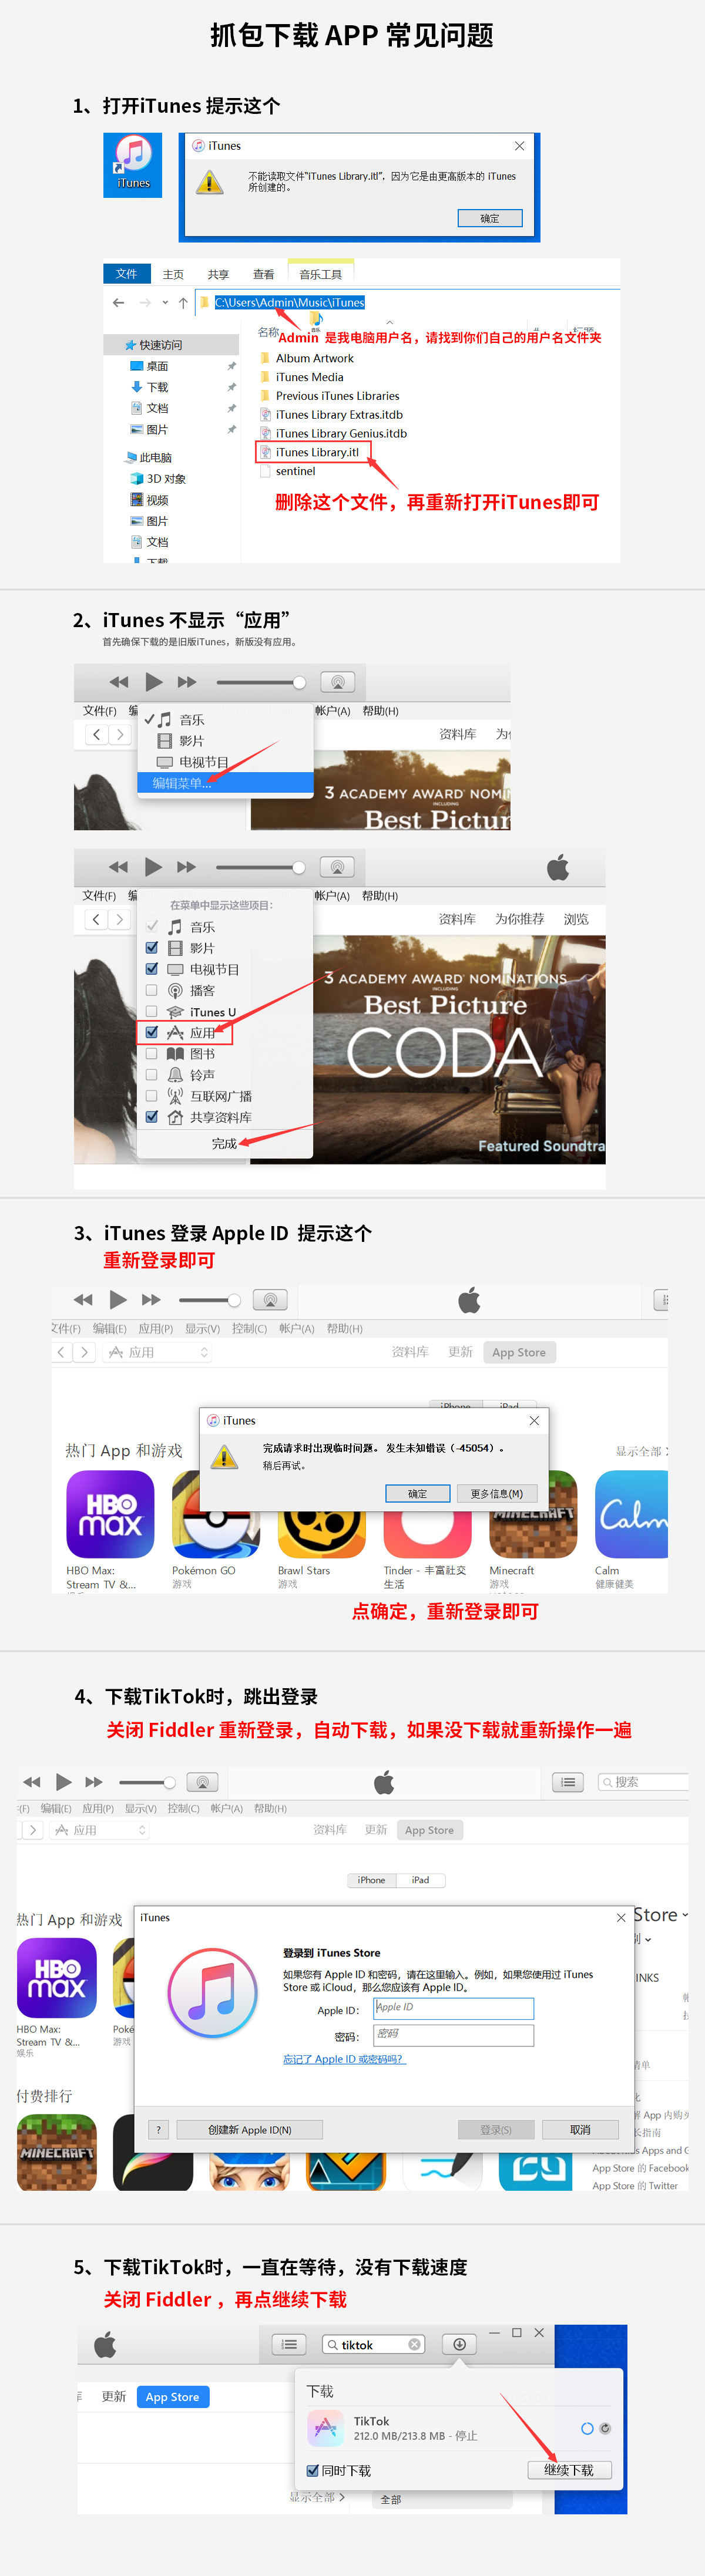 抓包下载 APP 常见问题
1、打开iTunes 提示这个
iTunes
iTunes
不能读取文件“iTunes Library.itl”，因为它是由更高版本的 iTunes
所创建的。
确定
文件 主页 共享 查看 音乐工具
C:\Users\Admin\Music\iTunes
名称
Admin 是我电脑用户名，请找到你们自己的用户名文件夹
快速访问
桌面
下载
文档
图片
此电脑
3D 对象
视频
图片
文档
下载
Album Artwork
iTunes Media
Previous iTunes Libraries
iTunes Library Extras.itdb
iTunes Library Genius.itdb
iTunes Library.itl
sentinel
删除这个文件，再重新打开iTunes即可
2、iTunes 不显示“应用”
首先确保下载的是旧版iTunes，新版没有应用。
文件(F) 帐户(A) 帮助(H)
音乐
影片
电视节目
编辑菜单...
资料库
3 ACADEMY AWARD NOMIN
INCLUDING
Best Pictur
文件(F) 帐户(A) 帮助(H)
在菜单中显示这些项目：
音乐
影片
电视节目
播客
iTunes U
应用
图书
铃声
互联网广播
共享资料库
完成
资料库 为你推荐 浏览
3 ACADEMY AWARD NOMINATIONS
INCLUDING
Best Picture
CODA
Featured Soundtra
3、iTunes 登录 Apple ID 提示这个
重新登录即可
文件(F) 编辑(E) 应用(P) 显示(V) 控制(C) 帐户(A) 帮助(H)
应用
资料库 更新 App Store
iPhone iPad
iTunes
完成请求时出现临时问题。 发生未知错误（-45054）。
稍后再试。
确定 更多信息(M)
热门 App 和游戏
显示全部
HBO
max
MINECRAFT
Calm
HBO Max:
Stream TV &...
娱乐
Pokémon GO
游戏
Brawl Stars
游戏
Tinder - 丰富社交
生活
Minecraft
游戏
Calm
健康健美
点确定，重新登录即可
4、下载TikTok时，跳出登录
关闭 Fiddler 重新登录，自动下载，如果没下载就重新操作一遍
(F) 编辑(E) 应用(P) 显示(V) 控制(C) 帐户(A) 帮助(H)
搜索
应用
资料库 更新 App Store
iPhone iPad
热门 App 和游戏
HBO
max
HBO Max:
Stream TV &...
娱乐
Poké
游戏
付费排行
MINECRAFT
iTunes
登录到 iTunes Store
如果您有 Apple ID 和密码，请在这里输入。例如，如果您使用过 iTunes
Store 或 iCloud，那么您应该有 Apple ID。
Apple ID：
Apple ID
密码：
密码
忘记了 Apple ID 或密码吗？
? 创建新 Apple ID(N) 登录(S) 取消
Store
INKS
App 内购买
指南
Apps and G
App Store 的 Facebook
App Store 的 Twitter
5、下载TikTok时，一直在等待，没有下载速度
关闭 Fiddler ，再点继续下载
tiktok
更新 App Store
下载
TikTok
212.0 MB/213.8 MB - 停止
同时下载
继续下载
显示全部
全部